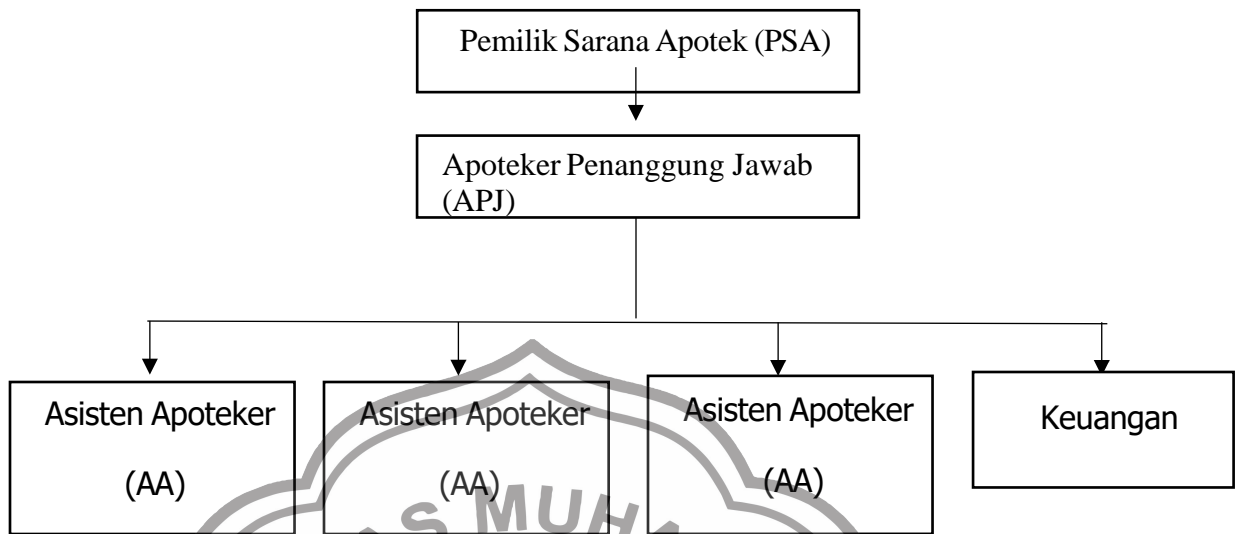 Pemilik Sarana Apotek (PSA)
Apoteker Penanggung Jawab
(APJ)
Asisten Apoteker
(AA)
Asisten Apoteker
(AA)
Asisten Apoteker
(AA)
Keuangan